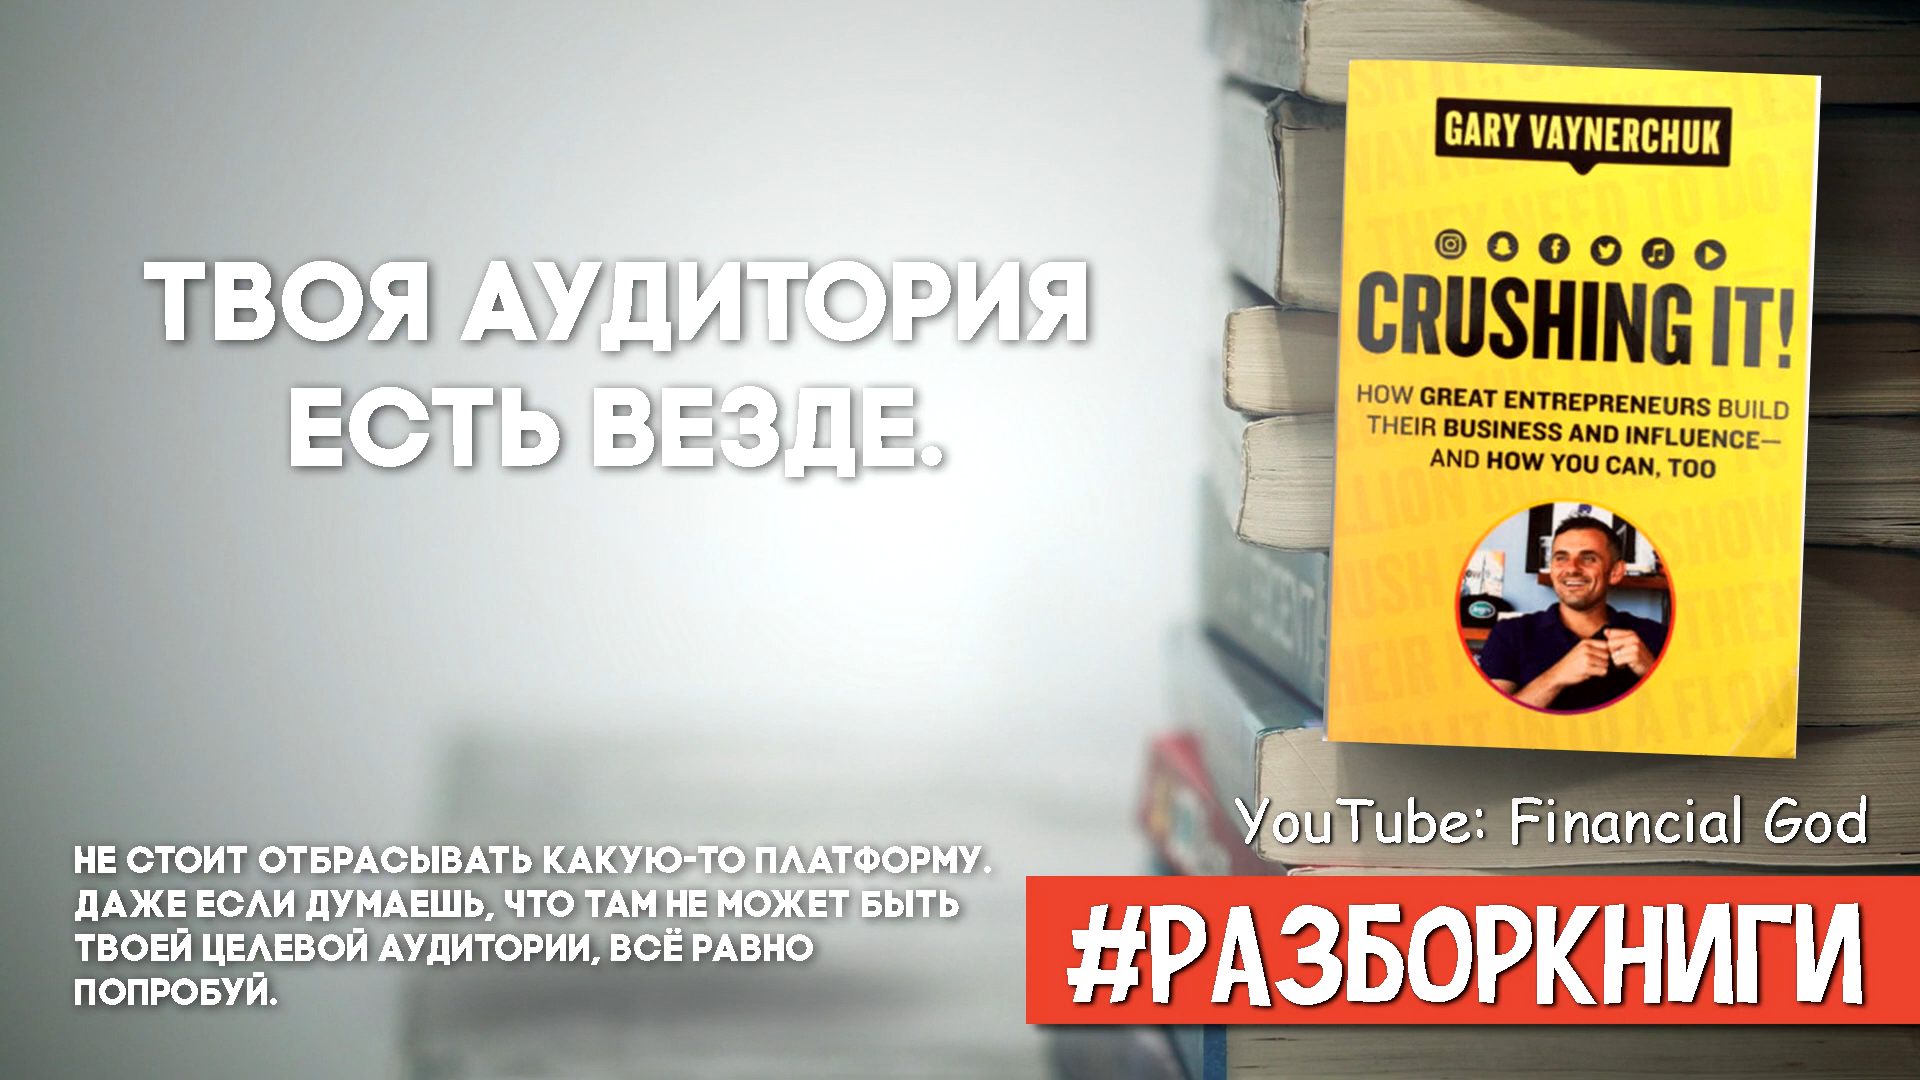 ТВОЯ АУДИТОРИЯ
ЕСТЬ ВЕЗДЕ.
НЕ СТОИТ ОТБРАСЫВАТЬ КАКУЮ-ТО ПЛАТФОРМУ.
ДАЖЕ ЕСЛИ ДУМАЕШЬ, ЧТО ТАМ НЕ МОЖЕТ БЫТЬ
ТВОЕЙ ЦЕЛЕВОЙ АУДИТОРИИ, ВСЁ РАВНО
ПОПРОБУЙ.
GARY VAYNERCHUK
CRUSHING IT!
HOW GREAT ENTREPRENEURS BUILD
THEIR BUSINESS AND INFLUENCE—
AND HOW YOU CAN, TOO
YouTube: Financial God
#РАЗБОРКНИГИ